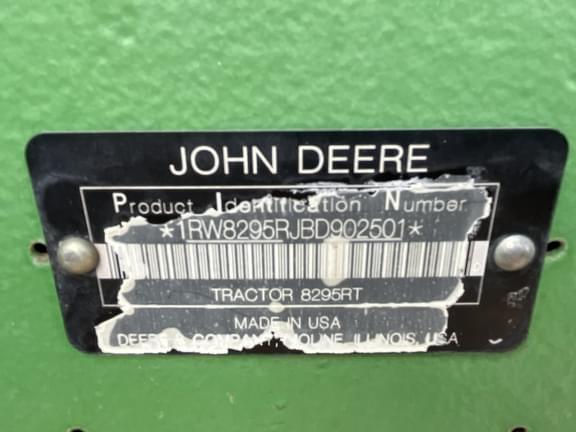 JOHN DEERE
Product Identification Number
*1RW8295RJBD902501*
TRACTOR 8295RT
MADE IN USA
DEERE & COMPANY, MOLINE, ILLINOIS, USA